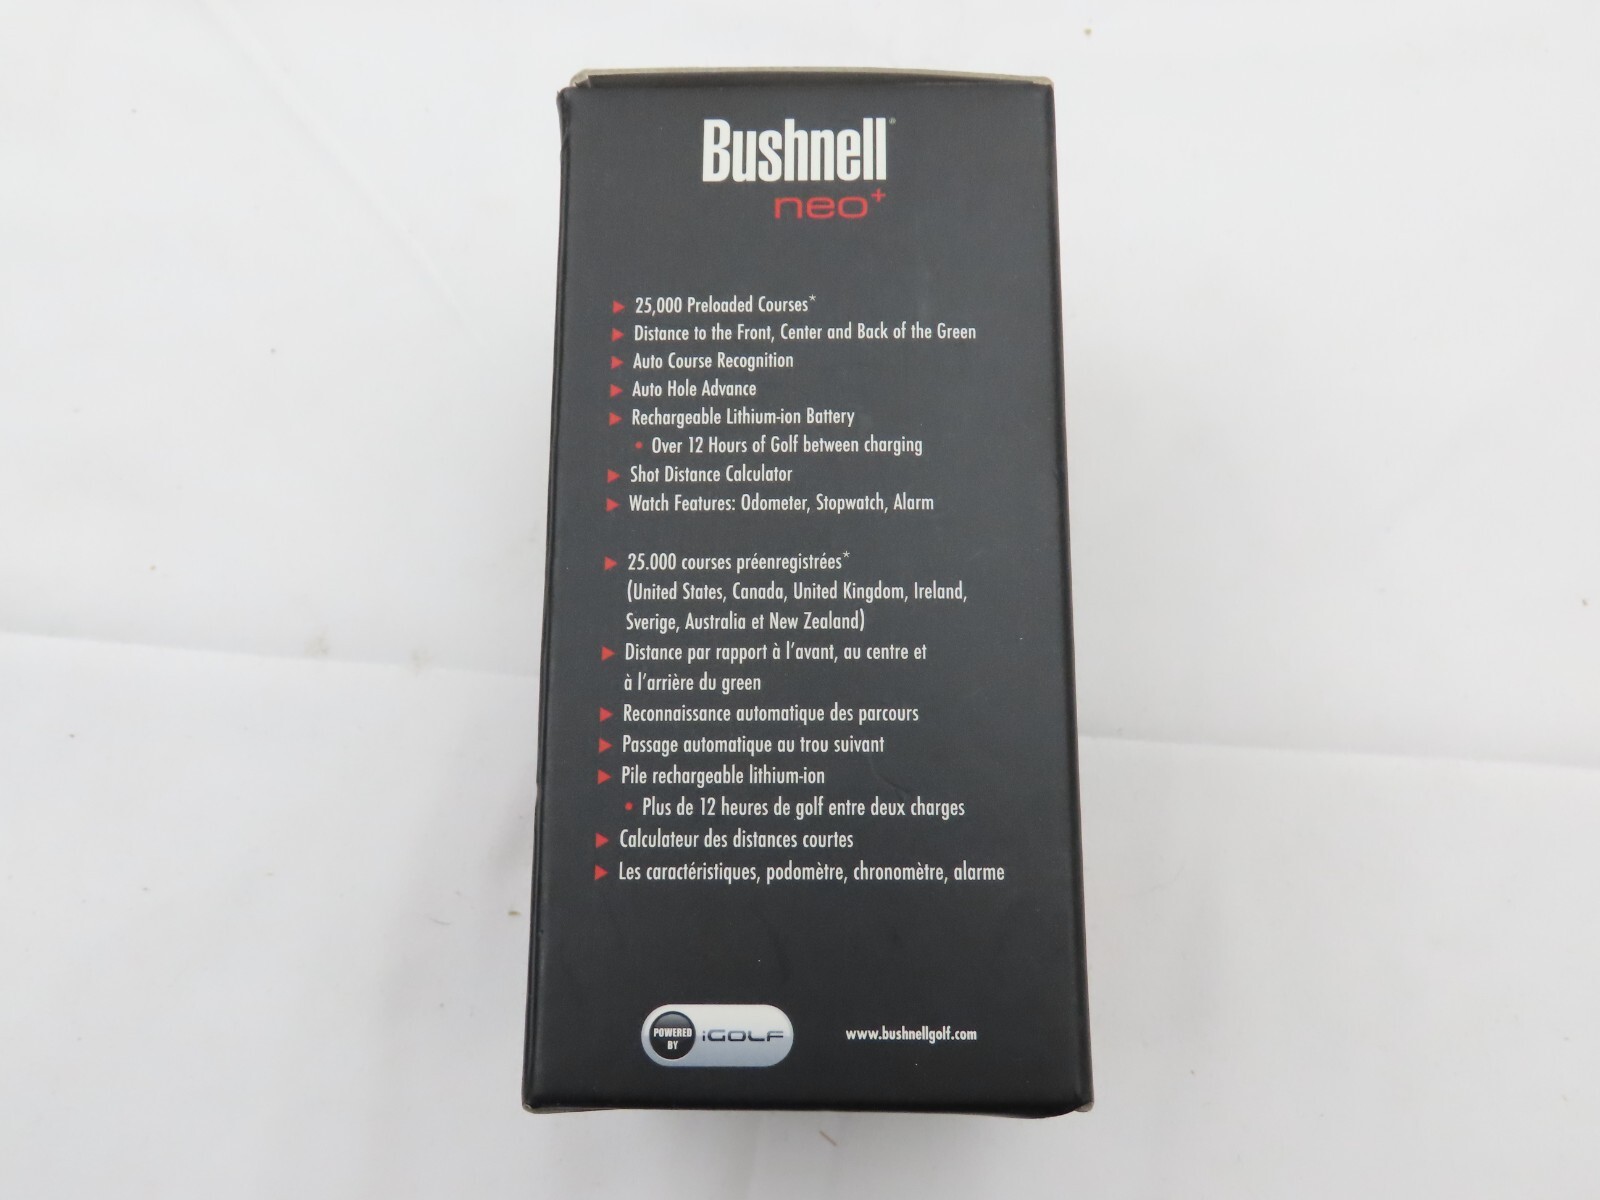 Bushnell®
neo+
25,000 Preloaded Courses*
Distance to the Front, Center and Back of the Green
Auto Course Recognition
Auto Hole Advance
Rechargeable Lithium-ion Battery
• Over 12 Hours of Golf between charging
Shot Distance Calculator
Watch Features: Odometer, Stopwatch, Alarm
25.000 courses préenregistrées*
(United States, Canada, United Kingdom, Ireland,
Sverige, Australia et New Zealand)
Distance par rapport à l'avant, au centre et
à l'arrière du green
Reconnaissance automatique des parcours
Passage automatique au trou suivant
Pile rechargeable lithium-ion
• Plus de 12 heures de golf entre deux charges
Calculateur des distances courtes
Les caractéristiques, podomètre, chronomètre, alarme
POWERED
BY
iGOLF
www.bushnellgolf.com